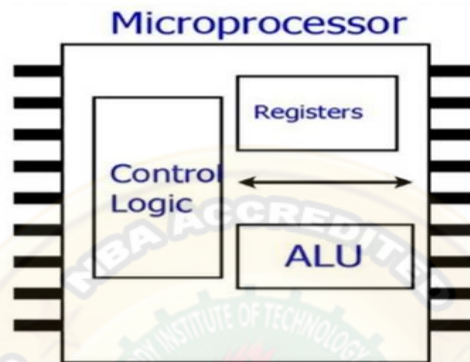 Microprocessor
Registers
Control
Logic
ALU
NBA ACCREDITED
INSTITUTE OF TECHNOLOGY